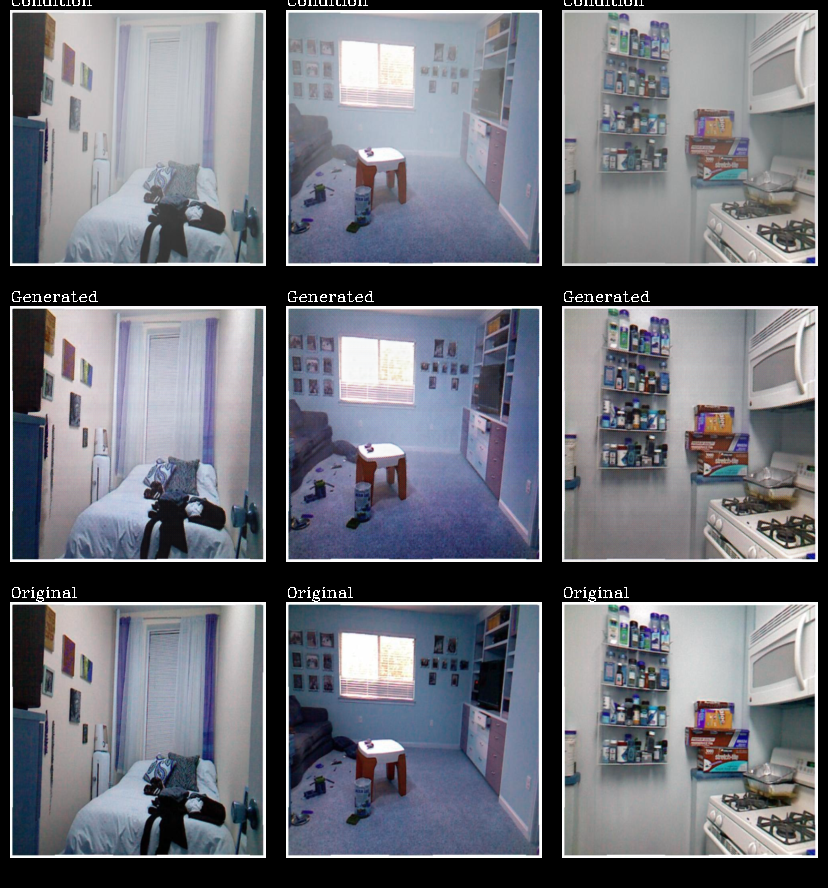 Condition
Condition
Condition
Generated
Generated
Generated
Original
Original
Original